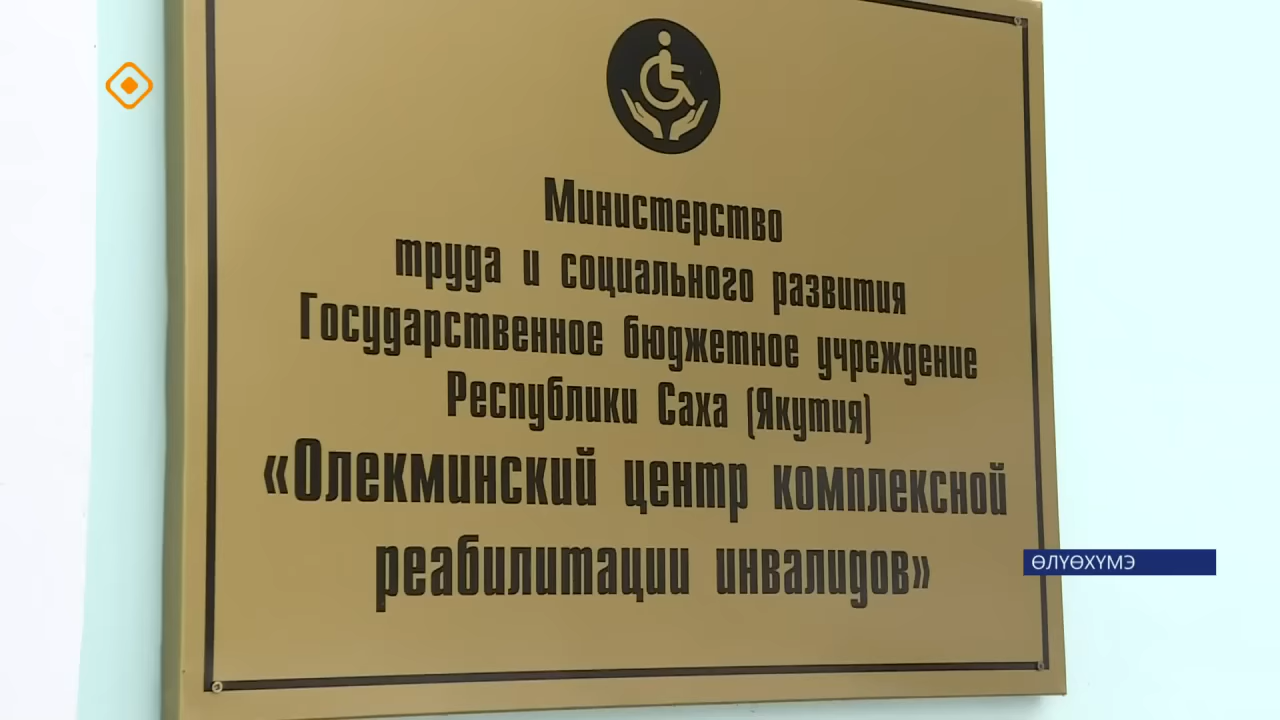 Министерство
труда и социального развития
Государственное бюджетное учреждение
Республики Саха (Якутия)
«Олекминский центр комплексной
реабилитации инвалидов»
ӨЛҮӨХҮМЭ